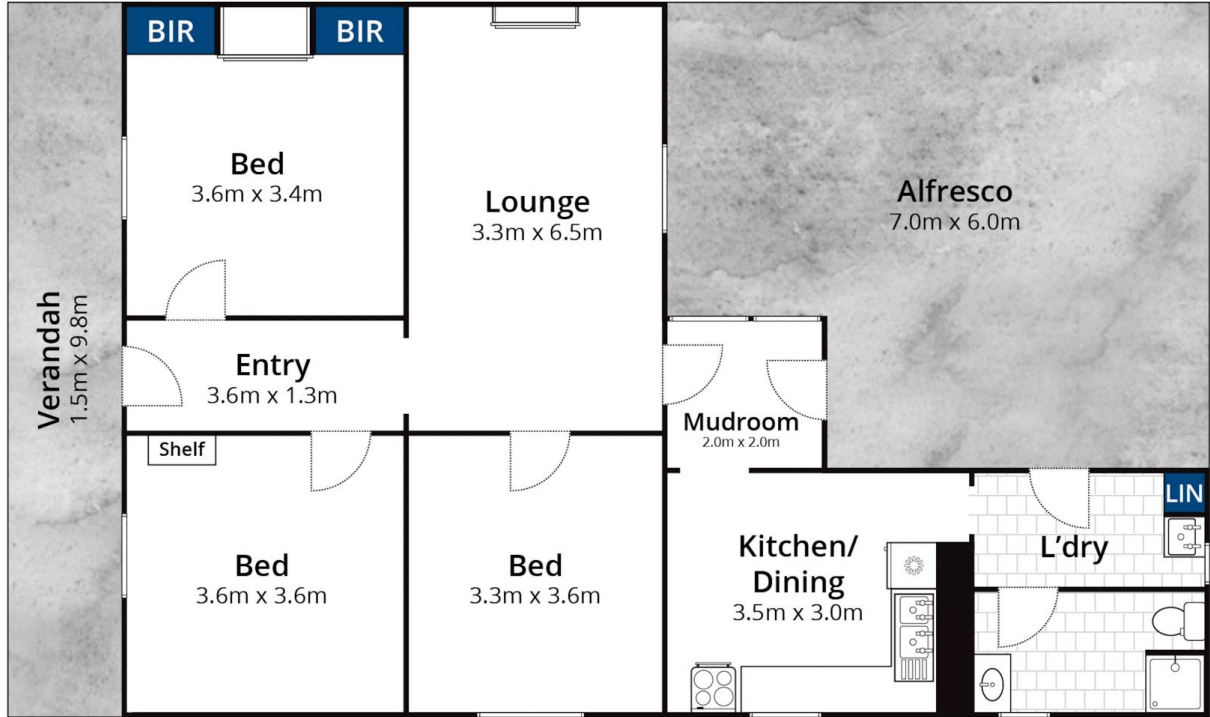 BIR
BIR
Bed
3.6m x 3.4m
Lounge
3.3m x 6.5m
Alfresco
7.0m x 6.0m
Verandah
1.5m x 9.8m
Entry
3.6m x 1.3m
Mudroom
2.0m x 2.0m
Shelf
Bed
3.6m x 3.6m
Bed
3.3m x 3.6m
Kitchen/
Dining
3.5m x 3.0m
LIN
L'dry